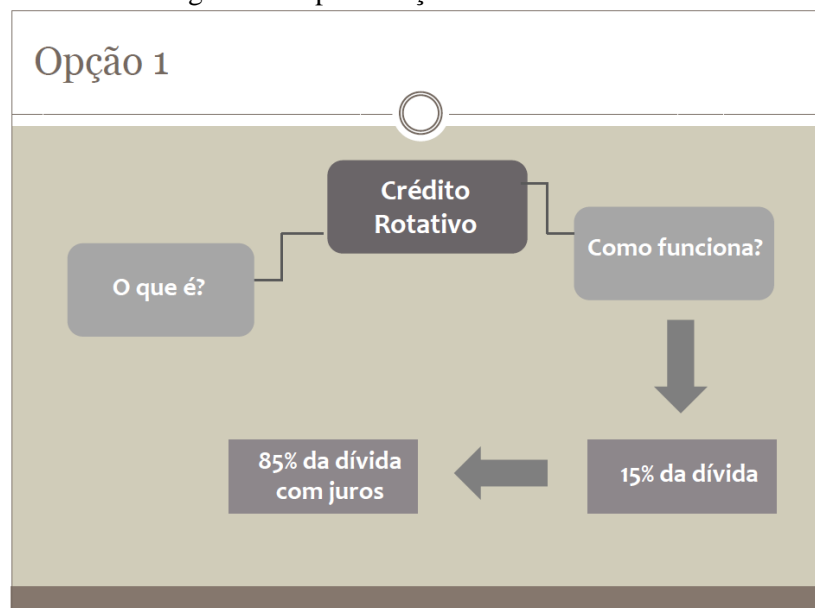 Opção 1
Crédito
Rotativo
O que é?
Como funciona?
15% da dívida
85% da dívida
com juros